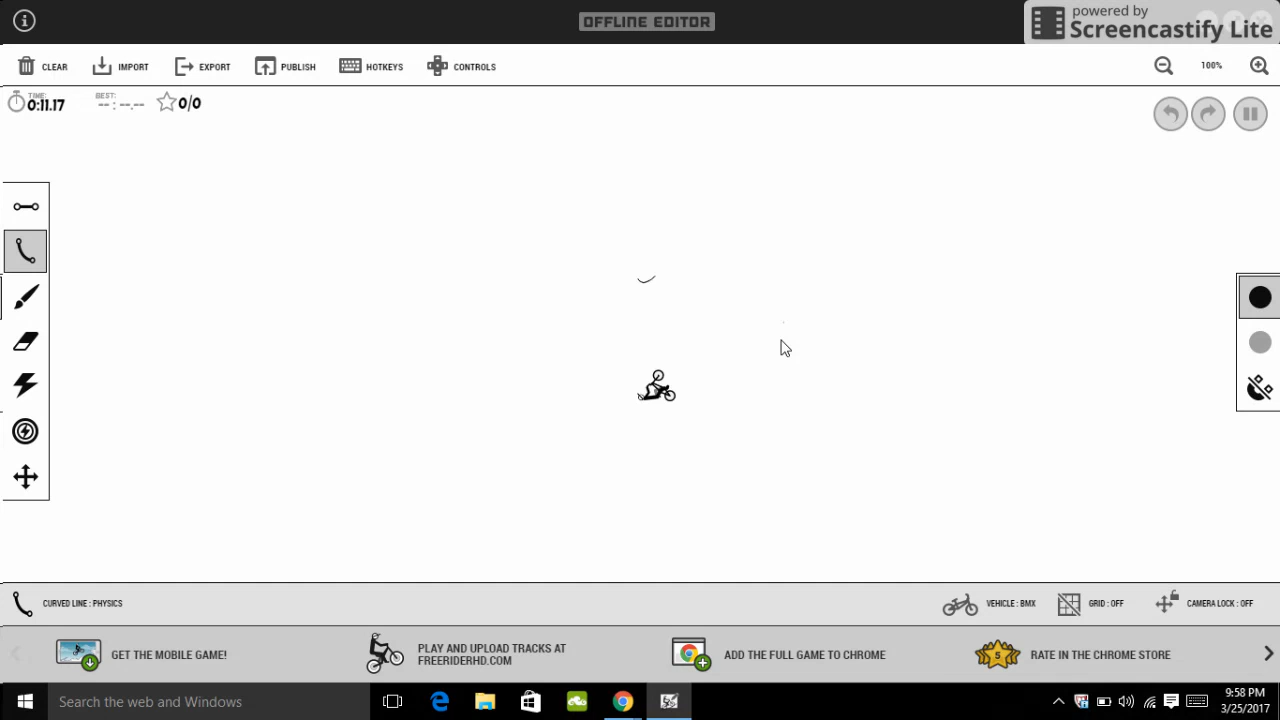 OFFLINE EDITOR
powered by
Screencastify Lite
CLEAR IMPORT EXPORT PUBLISH HOTKEYS CONTROLS 100%
TIME: 0:11.17 BEST: -- : --.-- 0/0
CURVED LINE : PHYSICS VEHICLE : BMX GRID : OFF CAMERA LOCK : OFF
GET THE MOBILE GAME!
PLAY AND UPLOAD TRACKS AT
FREERIDERHD.COM
ADD THE FULL GAME TO CHROME
5 RATE IN THE CHROME STORE
Search the web and Windows
9:58 PM
3/25/2017